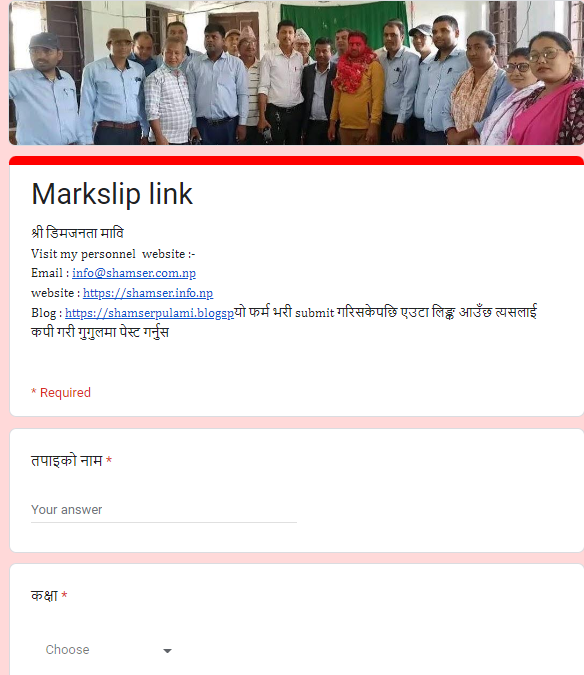 Markslip link
श्री डिमजनता मावि
Visit my personnel website :-
Email : info@shamser.com.np
website : https://shamser.info.np
Blog : https://shamserpulami.blogspयो फर्म भरी submit गरिसकेपछि एउटा लिङ्क आउँछ त्यसलाई
कपी गरी गुगुलमा पेस्ट गर्नुस
* Required
तपाइको नाम *
Your answer
कक्षा *
Choose